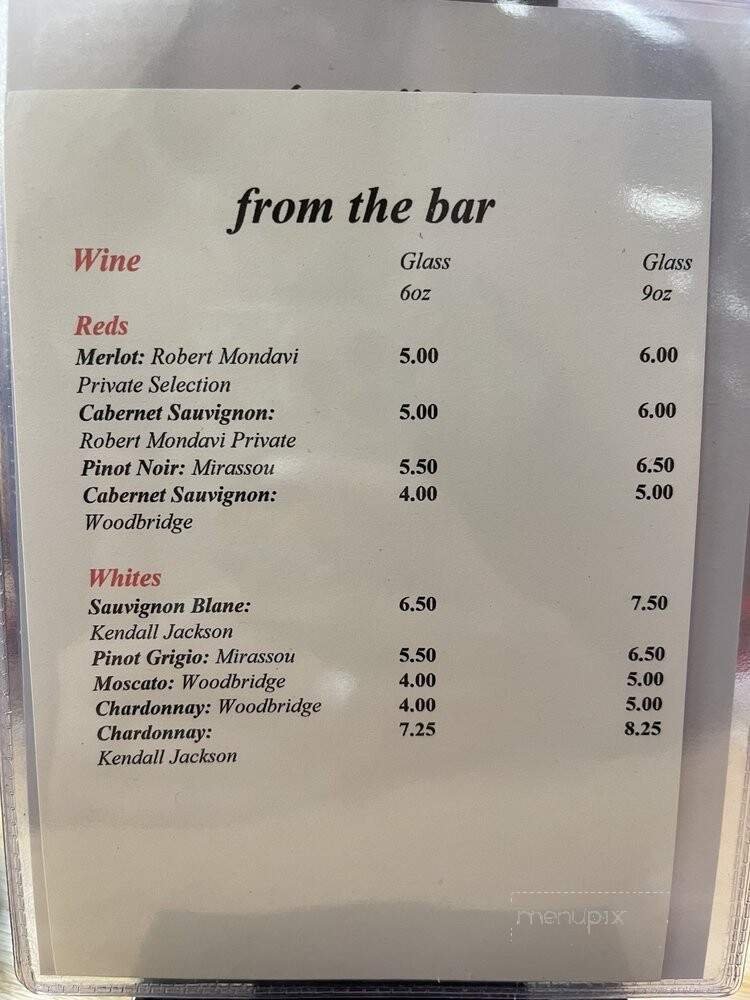 from the bar
Wine Glass Glass
6oz 9oz
Reds
Merlot: Robert Mondavi 5.00 6.00
Private Selection
Cabernet Sauvignon: 5.00 6.00
Robert Mondavi Private
Pinot Noir: Mirassou 5.50 6.50
Cabernet Sauvignon: 4.00 5.00
Woodbridge
Whites
Sauvignon Blane: 6.50 7.50
Kendall Jackson
Pinot Grigio: Mirassou 5.50 6.50
Moscato: Woodbridge 4.00 5.00
Chardonnay: Woodbridge 4.00 5.00
Chardonnay: 7.25 8.25
Kendall Jackson
menupix